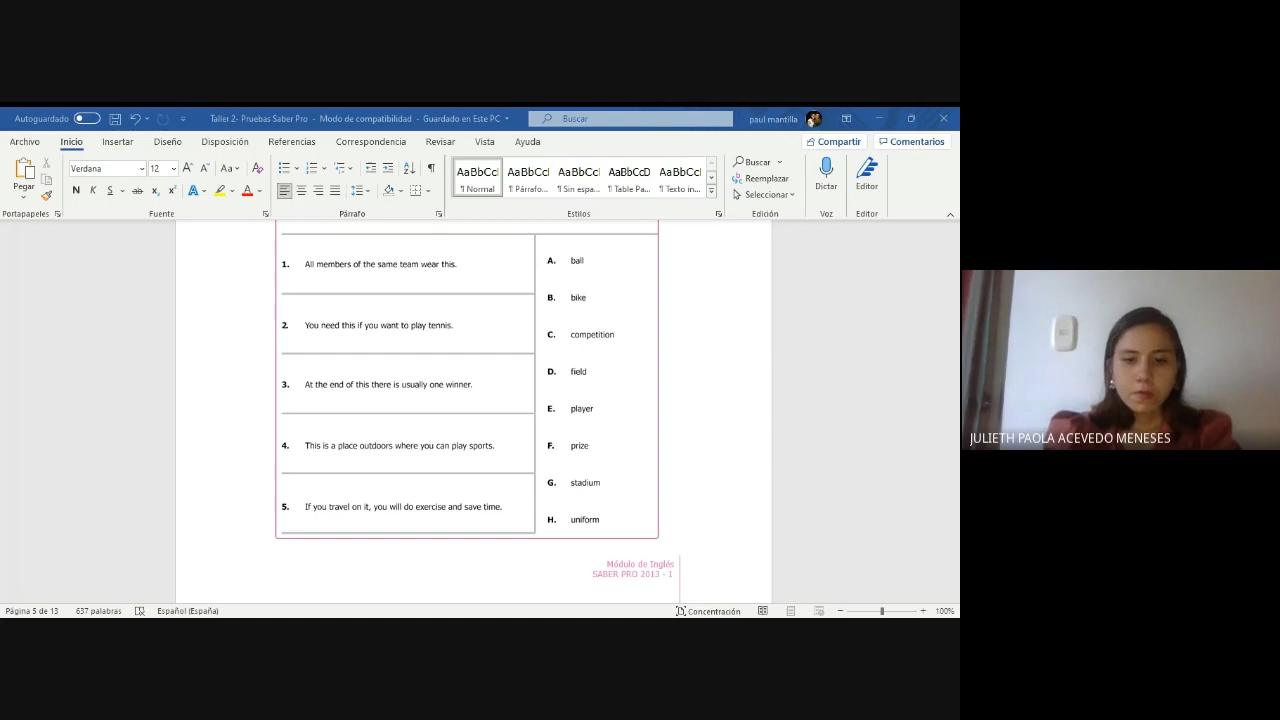 Autoguardado
Taller 2- Pruebas Saber Pro - Modo de compatibilidad - Guardado en Este PC
Buscar
paul mantilla
Archivo Inicio Insertar Diseño Disposición Referencias Correspondencia Revisar Vista Ayuda
Compartir Comentarios
Pegar
Verdana 12
Aa
N K S ab x₂ x² A A
AaBbCcI AaBbCcI AaBbCcI AaBbCcD AaBbCcI
¶ Normal ¶ Párrafo... ¶ Sin espa... ¶ Table Pa... ¶ Texto in...
Buscar
Reemplazar
Seleccionar
Dictar
Editor
Portapapeles Fuente Párrafo Estilos Edición Voz Editor
1. All members of the same team wear this.
2. You need this if you want to play tennis.
3. At the end of this there is usually one winner.
4. This is a place outdoors where you can play sports.
5. If you travel on it, you will do exercise and save time.
A. ball
B. bike
C. competition
D. field
E. player
F. prize
G. stadium
H. uniform
Módulo de Inglés
SABER PRO 2013 - 1
Página 5 de 13 637 palabras Español (España)
Concentración
100%
JULIETH PAOLA ACEVEDO MENESES